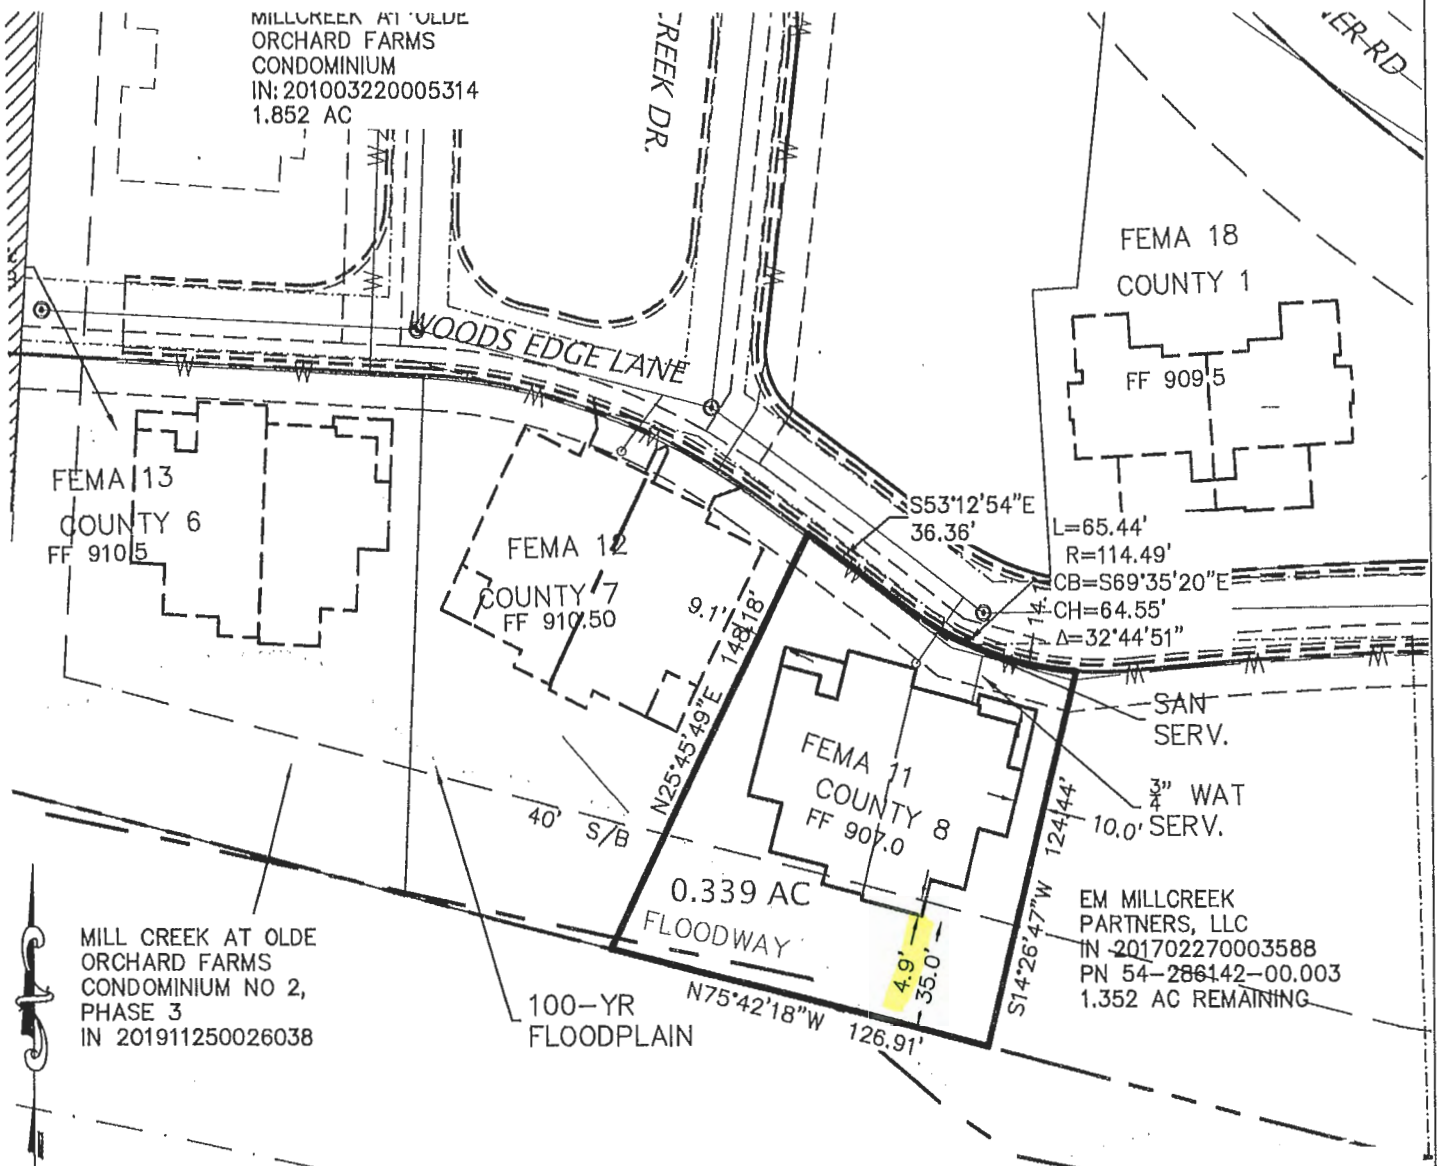 MILLCREEK AT OLDE
ORCHARD FARMS
CONDOMINIUM
IN: 201003220005314
1.852 AC
CREEK DR.
NER RD
WOODS EDGE LANE
FEMA 18
COUNTY 1
FF 909.5
FEMA 13
COUNTY 6
FF 910.5
FEMA 12
COUNTY 7
FF 910.50
9.1'
148.18'
N25°45'49"E
S53°12'54"E
36.36'
L=65.44'
R=114.49'
CB=S69°35'20"E
CH=64.55'
Δ=32°44'51"
14.1
SAN
SERV.
3/4" WAT
SERV.
10.0'
124.44'
S14°26'47"W
FEMA 11
COUNTY 8
FF 907.0
40' S/B
0.339 AC
FLOODWAY
4.9'
35.0'
N75°42'18"W 126.91'
100-YR
FLOODPLAIN
MILL CREEK AT OLDE
ORCHARD FARMS
CONDOMINIUM NO 2,
PHASE 3
IN 201911250026038
EM MILLCREEK
PARTNERS, LLC
IN 201702270003588
PN 54-286142-00.003
1.352 AC REMAINING